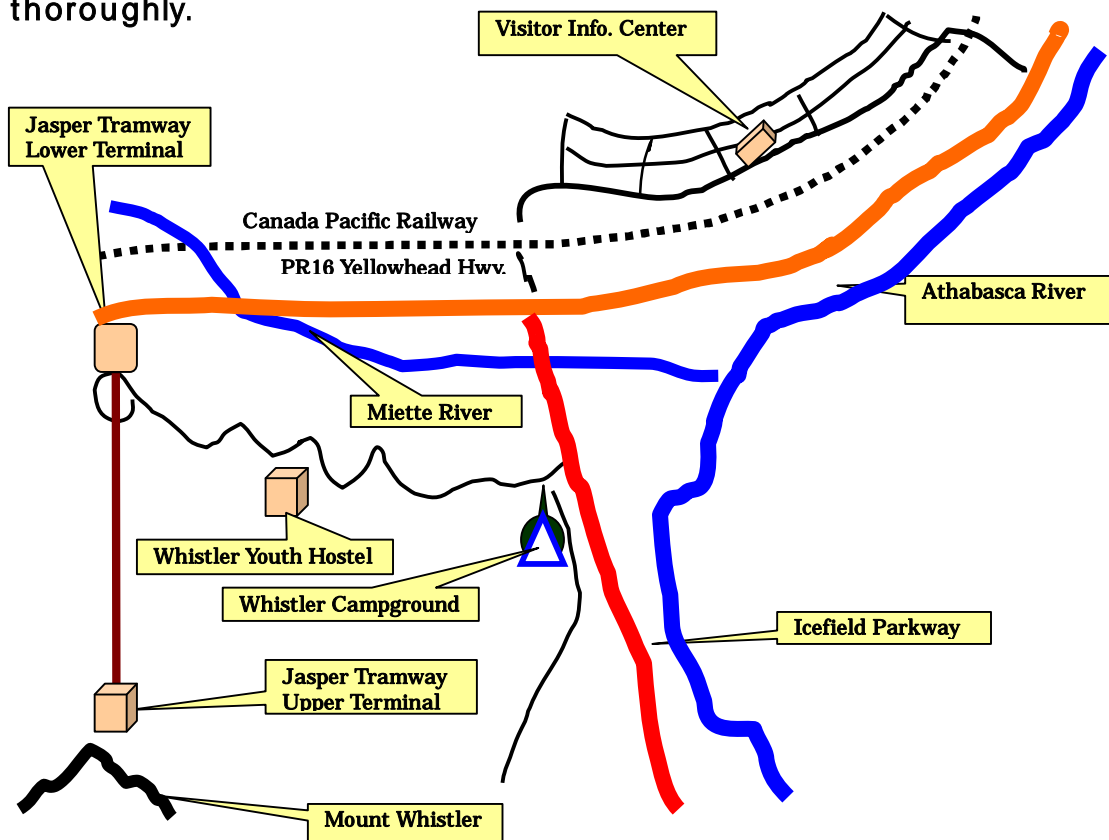 thoroughly.
Visitor Info. Center
Jasper Tramway
Lower Terminal
Canada Pacific Railway
PR16 Yellowhead Hwy.
Athabasca River
Miette River
Whistler Youth Hostel
Whistler Campground
Icefield Parkway
Jasper Tramway
Upper Terminal
Mount Whistler